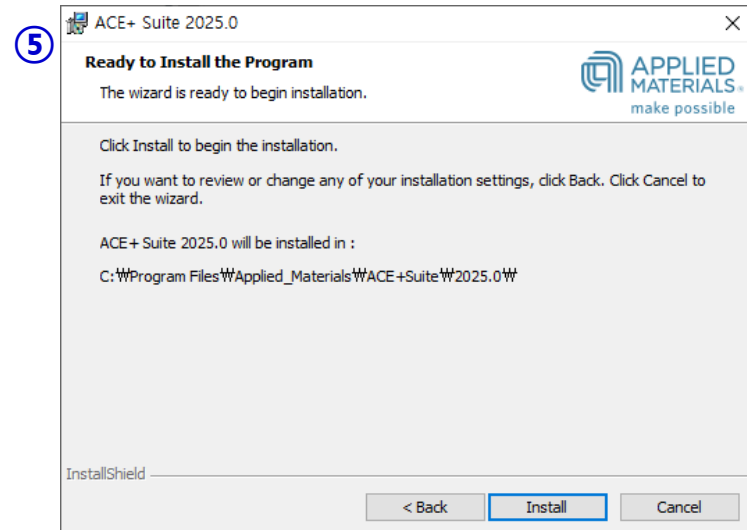 ⑤
ACE+ Suite 2025.0
Ready to Install the Program
The wizard is ready to begin installation.
APPLIED
MATERIALS®
make possible
Click Install to begin the installation.
If you want to review or change any of your installation settings, click Back. Click Cancel to
exit the wizard.
ACE+ Suite 2025.0 will be installed in :
C:₩Program Files₩Applied_Materials₩ACE+Suite₩2025.0₩
InstallShield
< Back
Install
Cancel